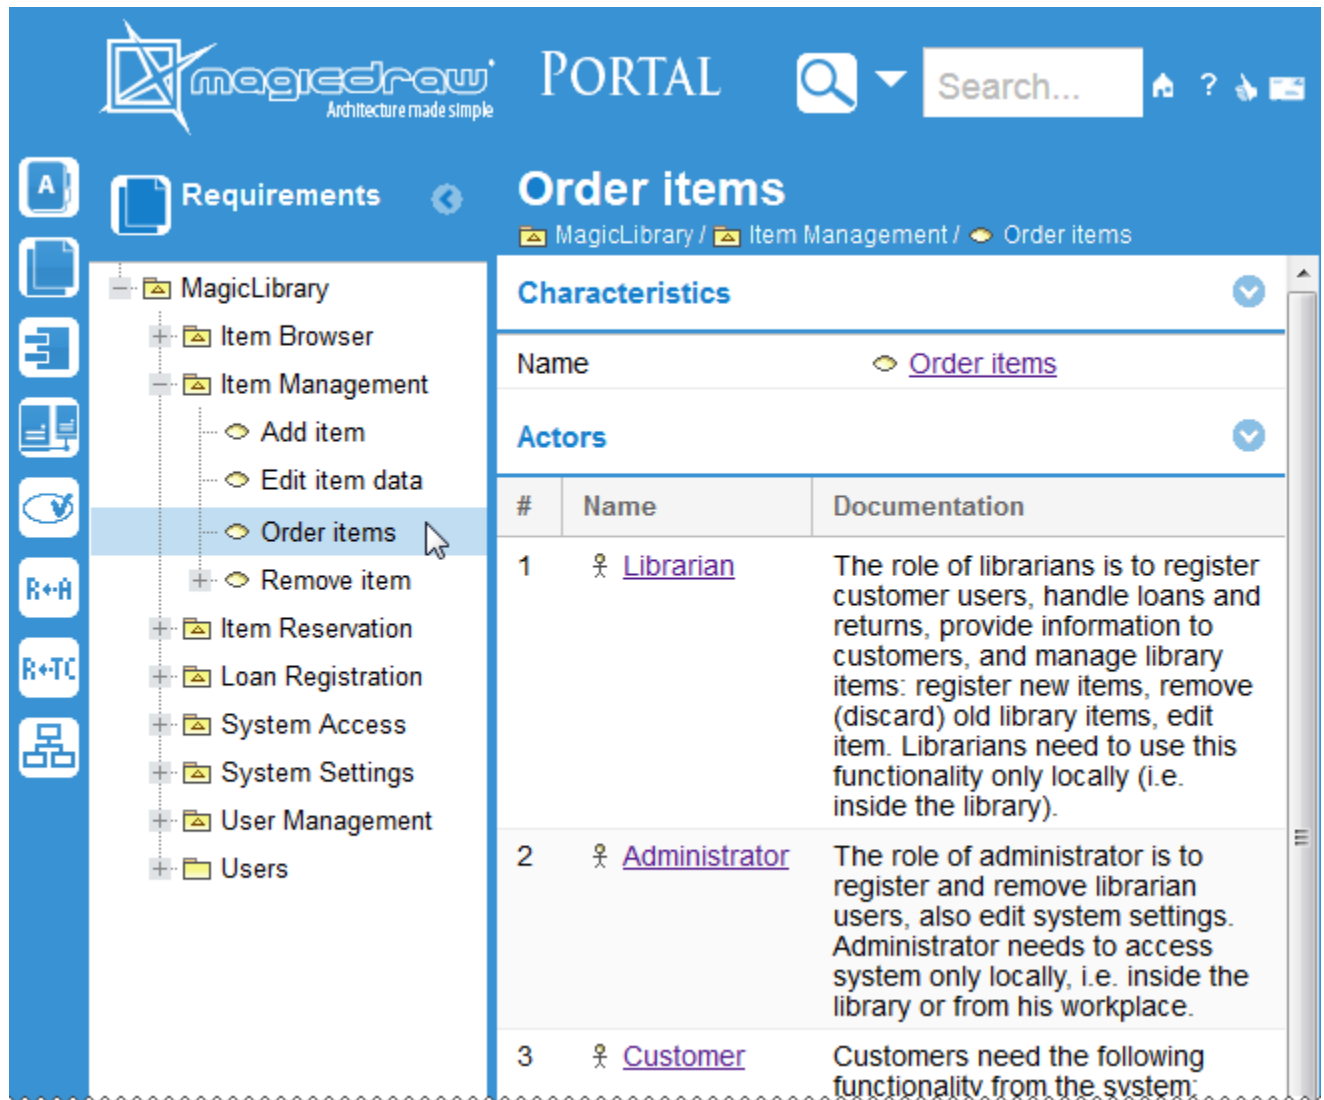 magicdraw
Architecture made simple
PORTAL
Search...
?
A
Requirements
Order items
MagicLibrary / Item Management / Order items
MagicLibrary
Item Browser
Item Management
Add item
Edit item data
Order items
Remove item
Item Reservation
Loan Registration
System Access
System Settings
User Management
Users
R↔A
R↔TC
Characteristics
Name Order items
Actors
# Name Documentation
1 Librarian The role of librarians is to register
customer users, handle loans and
returns, provide information to
customers, and manage library
items: register new items, remove
(discard) old library items, edit
item. Librarians need to use this
functionality only locally (i.e.
inside the library).
2 Administrator The role of administrator is to
register and remove librarian
users, also edit system settings.
Administrator needs to access
system only locally, i.e. inside the
library or from his workplace.
3 Customer Customers need the following
functionality from the system: